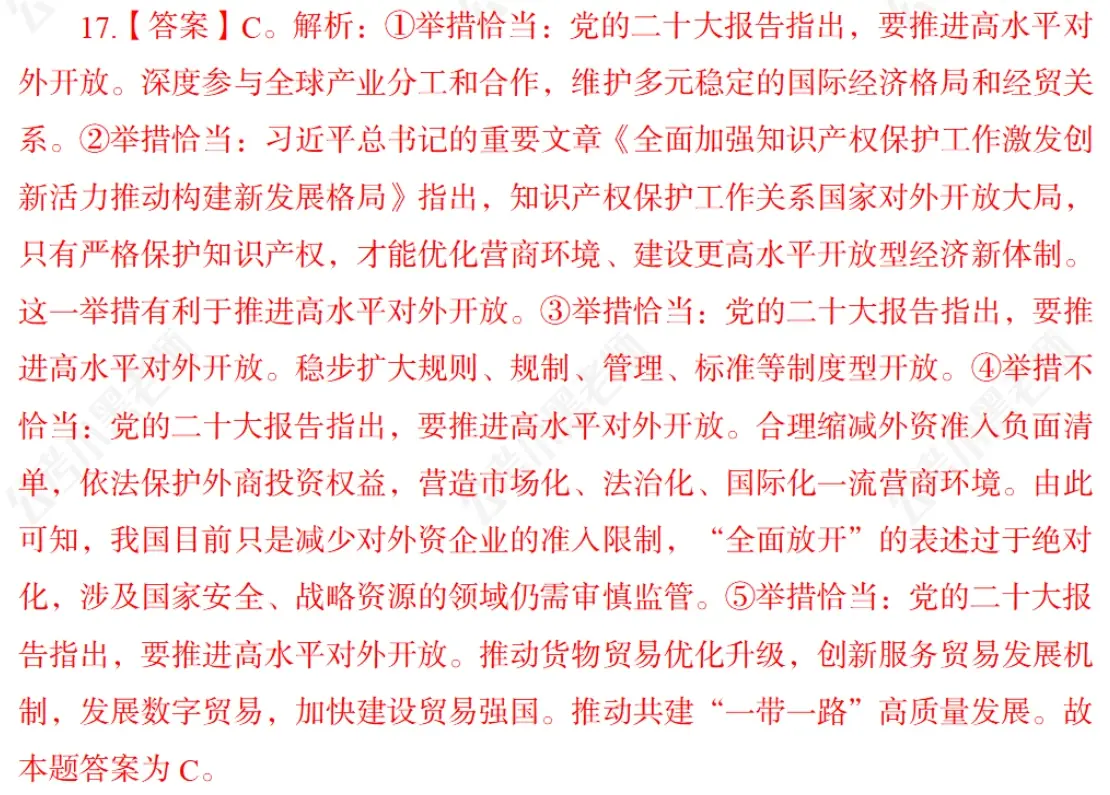 17.【答案】C。解析：①举措恰当：党的二十大报告指出，要推进高水平对
外开放。深度参与全球产业分工和合作，维护多元稳定的国际经济格局和经贸关
系。②举措恰当：习近平总书记的重要文章《全面加强知识产权保护工作激发创
新活力推动构建新发展格局》指出，知识产权保护工作关系国家对外开放大局，
只有严格保护知识产权，才能优化营商环境、建设更高水平开放型经济新体制。
这一举措有利于推进高水平对外开放。③举措恰当：党的二十大报告指出，要推
进高水平对外开放。稳步扩大规则、规制、管理、标准等制度型开放。④举措不
恰当：党的二十大报告指出，要推进高水平对外开放。合理缩减外资准入负面清
单，依法保护外商投资权益，营造市场化、法治化、国际化一流营商环境。由此
可知，我国目前只是减少对外资企业的准入限制，“全面放开”的表述过于绝对
化，涉及国家安全、战略资源的领域仍需审慎监管。⑤举措恰当：党的二十大报
告指出，要推进高水平对外开放。推动货物贸易优化升级，创新服务贸易发展机
制，发展数字贸易，加快建设贸易强国。推动共建“一带一路”高质量发展。故
本题答案为 C。